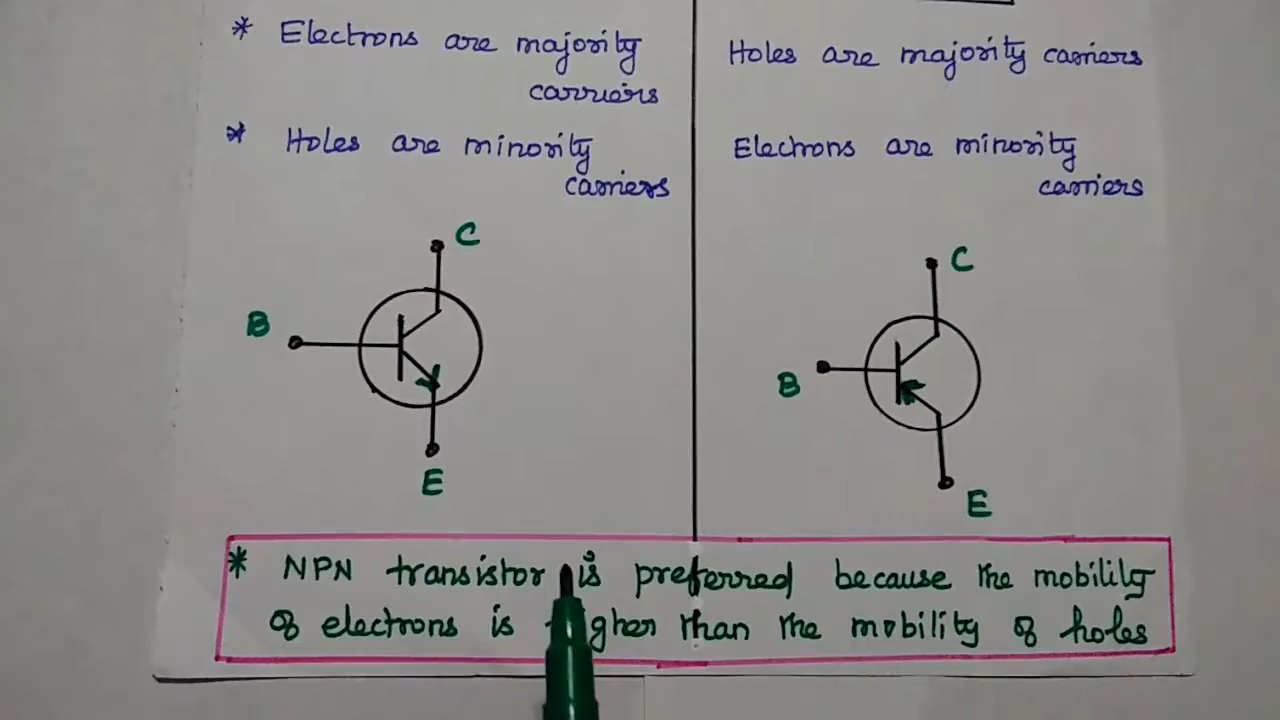 * Electrons are majority
carriers
* Holes are minority
carriers
C
B
E
Holes are majority carriers
Electrons are minority
carriers
C
B
E
* NPN transistor is preferred because the mobility
of electrons is higher than the mobility of holes